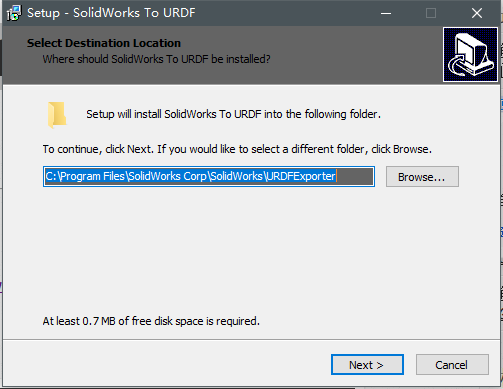 Setup - SolidWorks To URDF
Select Destination Location
Where should SolidWorks To URDF be installed?
Setup will install SolidWorks To URDF into the following folder.
To continue, click Next. If you would like to select a different folder, click Browse.
C:\Program Files\SolidWorks Corp\SolidWorks\URDFExporter
Browse...
At least 0.7 MB of free disk space is required.
Next >
Cancel